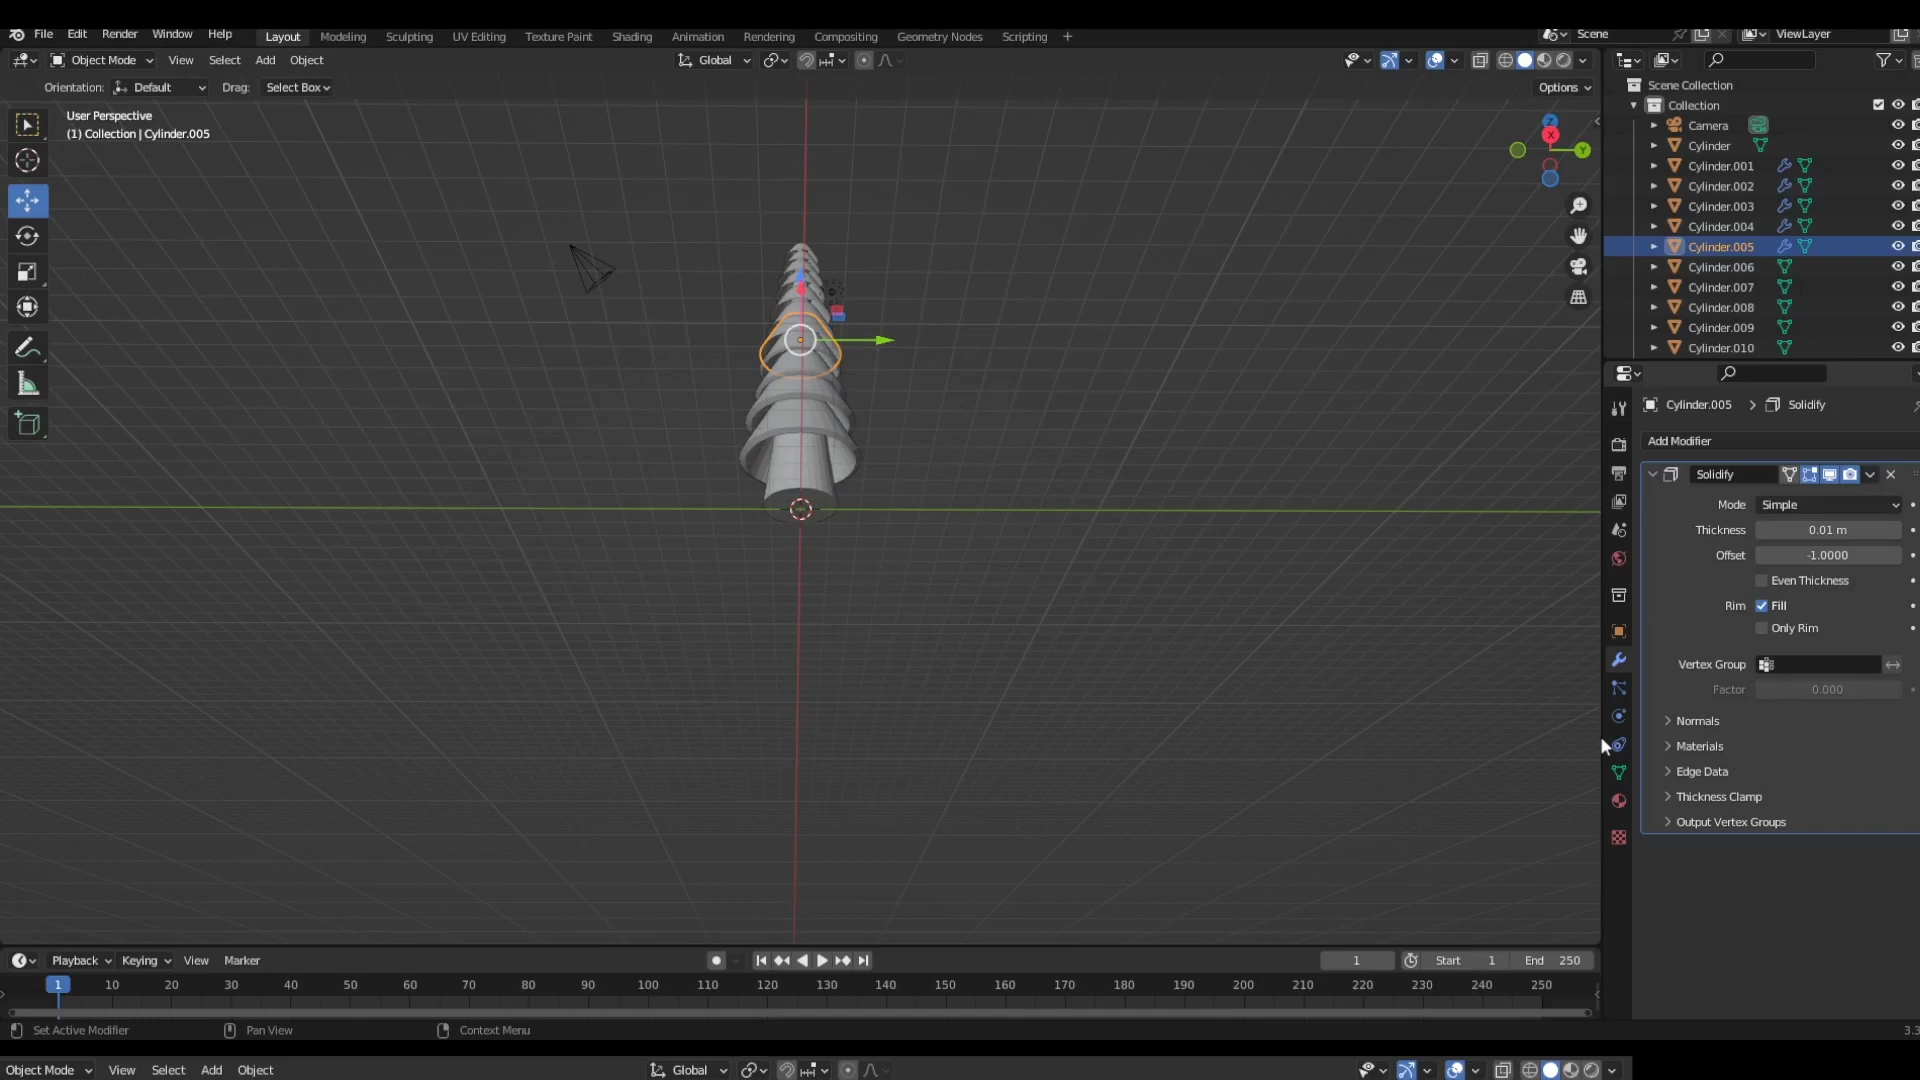 File Edit Render Window Help Layout Modeling Sculpting UV Editing Texture Paint Shading Animation Rendering Compositing Geometry Nodes Scripting + Scene ViewLayer
Object Mode View Select Add Object Global
Orientation: Default Drag: Select Box Options
User Perspective
(1) Collection | Cylinder.005
Z
X
Y
Scene Collection
Collection
Camera
Cylinder
Cylinder.001
Cylinder.002
Cylinder.003
Cylinder.004
Cylinder.005
Cylinder.006
Cylinder.007
Cylinder.008
Cylinder.009
Cylinder.010
Cylinder.005 > Solidify
Add Modifier
Solidify
Mode Simple
Thickness 0.01 m
Offset -1.0000
Even Thickness
Rim Fill
Only Rim
Vertex Group
Factor 0.000
Normals
Materials
Edge Data
Thickness Clamp
Output Vertex Groups
Playback Keying View Marker 1 Start 1 End 250
1 10 20 30 40 50 60 70 80 90 100 110 120 130 140 150 160 170 180 190 200 210 220 230 240 250
Set Active Modifier Pan View Context Menu 3.3
Object Mode View Select Add Object Global